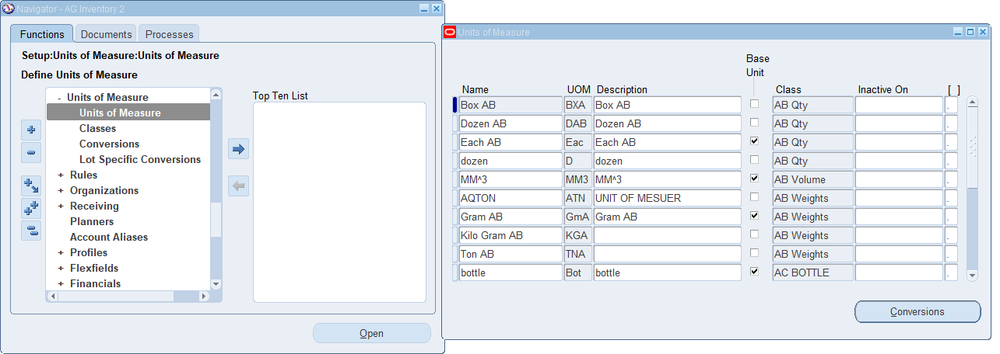 Navigator - AG Inventory 2
Functions Documents Processes
Setup:Units of Measure:Units of Measure
Define Units of Measure
- Units of Measure
Units of Measure
Classes
Conversions
Lot Specific Conversions
+ Rules
+ Organizations
+ Receiving
Planners
Account Aliases
+ Profiles
+ Flexfields
+ Financials
Top Ten List
Open
Units of Measure
Base
Unit
Name UOM Description Class Inactive On [ ]
Box AB BXA Box AB AB Qty .
Dozen AB DAB Dozen AB AB Qty .
Each AB Eac Each AB AB Qty .
dozen D dozen AB Qty .
MM^3 MM3 MM^3 AB Volume .
AQTON ATN UNIT OF MESUER AB Weights .
Gram AB GmA Gram AB AB Weights .
Kilo Gram AB KGA AB Weights .
Ton AB TNA AB Weights .
bottle Bot bottle AC BOTTLE .
Conversions